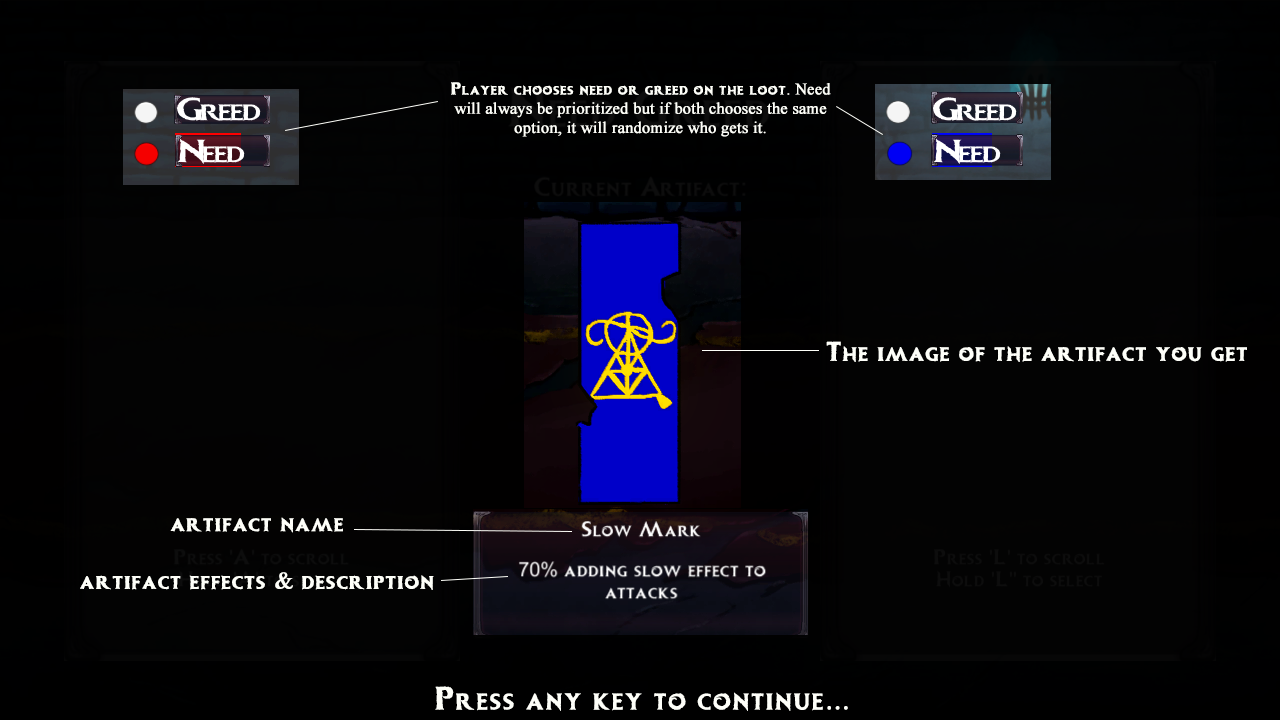 Greed
Need
Player chooses need or greed on the loot. Need
will always be prioritized but if both chooses the same
option, it will randomize who gets it.
Greed
Need
Current Artifact:
The image of the artifact you get
artifact name
Slow Mark
Press 'A' to scroll
Press 'L' to scroll
Hold 'L' to select
artifact effects & description
70% adding slow effect to
attacks
Press any key to continue...